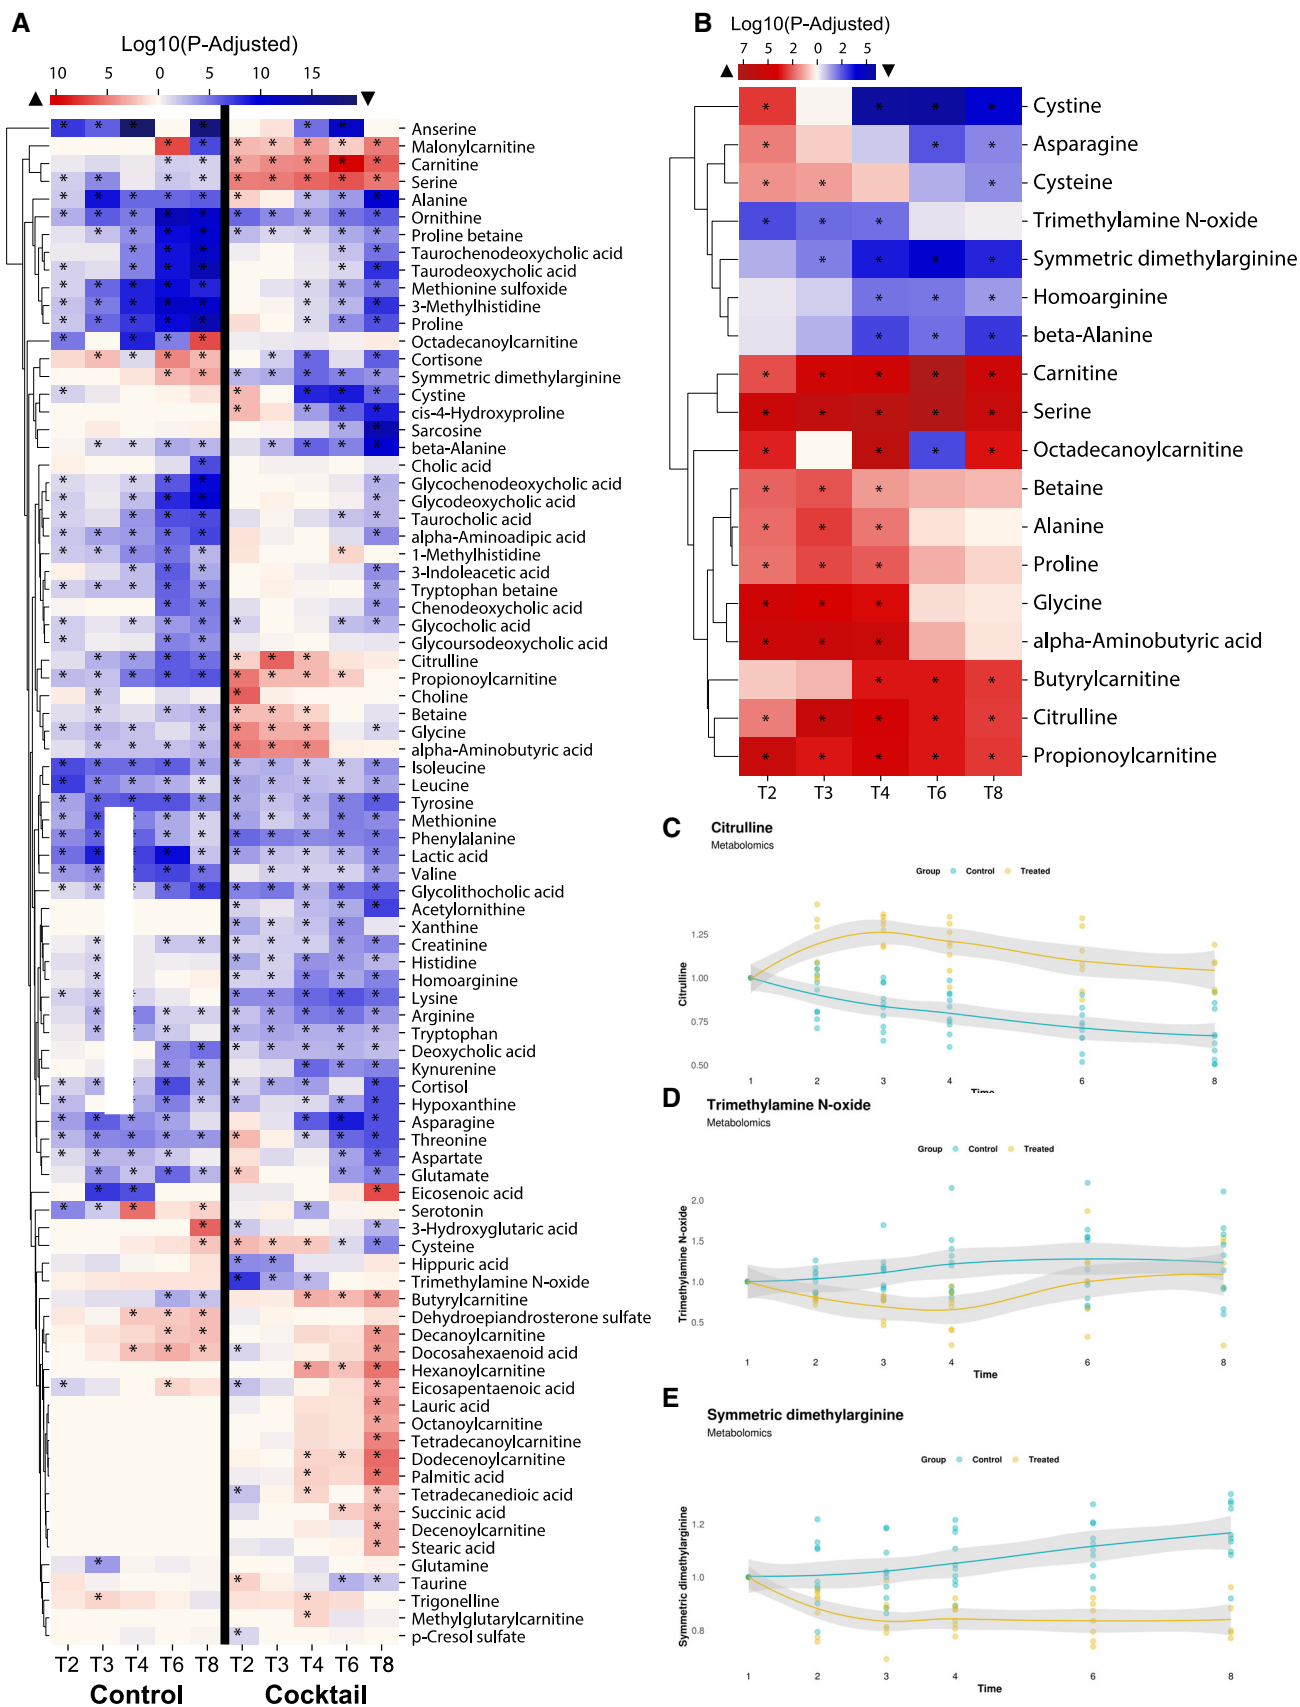 A
Log10(P-Adjusted)
10 5 0 5 10 15
▲ ▼
Anserine
Malonylcarnitine
Carnitine
Serine
Alanine
Ornithine
Proline betaine
Taurochenodeoxycholic acid
Taurodeoxycholic acid
Methionine sulfoxide
3-Methylhistidine
Proline
Octadecanoylcarnitine
Cortisone
Symmetric dimethylarginine
Cystine
cis-4-Hydroxyproline
Sarcosine
beta-Alanine
Cholic acid
Glycochenodeoxycholic acid
Glycodeoxycholic acid
Taurocholic acid
alpha-Aminoadipic acid
1-Methylhistidine
3-Indoleacetic acid
Tryptophan betaine
Chenodeoxycholic acid
Glycocholic acid
Glycoursodeoxycholic acid
Citrulline
Propionoylcarnitine
Choline
Betaine
Glycine
alpha-Aminobutyric acid
Isoleucine
Leucine
Tyrosine
Methionine
Phenylalanine
Lactic acid
Valine
Glycolithocholic acid
Acetylornithine
Xanthine
Creatinine
Histidine
Homoarginine
Lysine
Arginine
Tryptophan
Deoxycholic acid
Kynurenine
Cortisol
Hypoxanthine
Asparagine
Threonine
Aspartate
Glutamate
Eicosenoic acid
Serotonin
3-Hydroxyglutaric acid
Cysteine
Hippuric acid
Trimethylamine N-oxide
Butyrylcarnitine
Dehydroepiandrosterone sulfate
Decanoylcarnitine
Docosahexaenoid acid
Hexanoylcarnitine
Eicosapentaenoic acid
Lauric acid
Octanoylcarnitine
Tetradecanoylcarnitine
Dodecenoylcarnitine
Palmitic acid
Tetradecanedioic acid
Succinic acid
Decenoylcarnitine
Stearic acid
Glutamine
Taurine
Trigonelline
Methylglutarylcarnitine
p-Cresol sulfate
T2 T3 T4 T6 T8 T2 T3 T4 T6 T8
Control Cocktail
B
Log10(P-Adjusted)
7 5 2 0 2 5
▲ ▼
Cystine
Asparagine
Cysteine
Trimethylamine N-oxide
Symmetric dimethylarginine
Homoarginine
beta-Alanine
Carnitine
Serine
Octadecanoylcarnitine
Betaine
Alanine
Proline
Glycine
alpha-Aminobutyric acid
Butyrylcarnitine
Citrulline
Propionoylcarnitine
T2 T3 T4 T6 T8
C
Citrulline
Metabolomics
Group Control Treated
Citrulline
1.25
1.00
0.75
0.50
1 2 3 4 6 8
Time
D
Trimethylamine N-oxide
Metabolomics
Group Control Treated
Trimethylamine N-oxide
2.0
1.5
1.0
0.5
1 2 3 4 6 8
Time
E
Symmetric dimethylarginine
Metabolomics
Group Control Treated
Symmetric dimethylarginine
1.2
1.0
0.8
1 2 3 4 6 8
Time